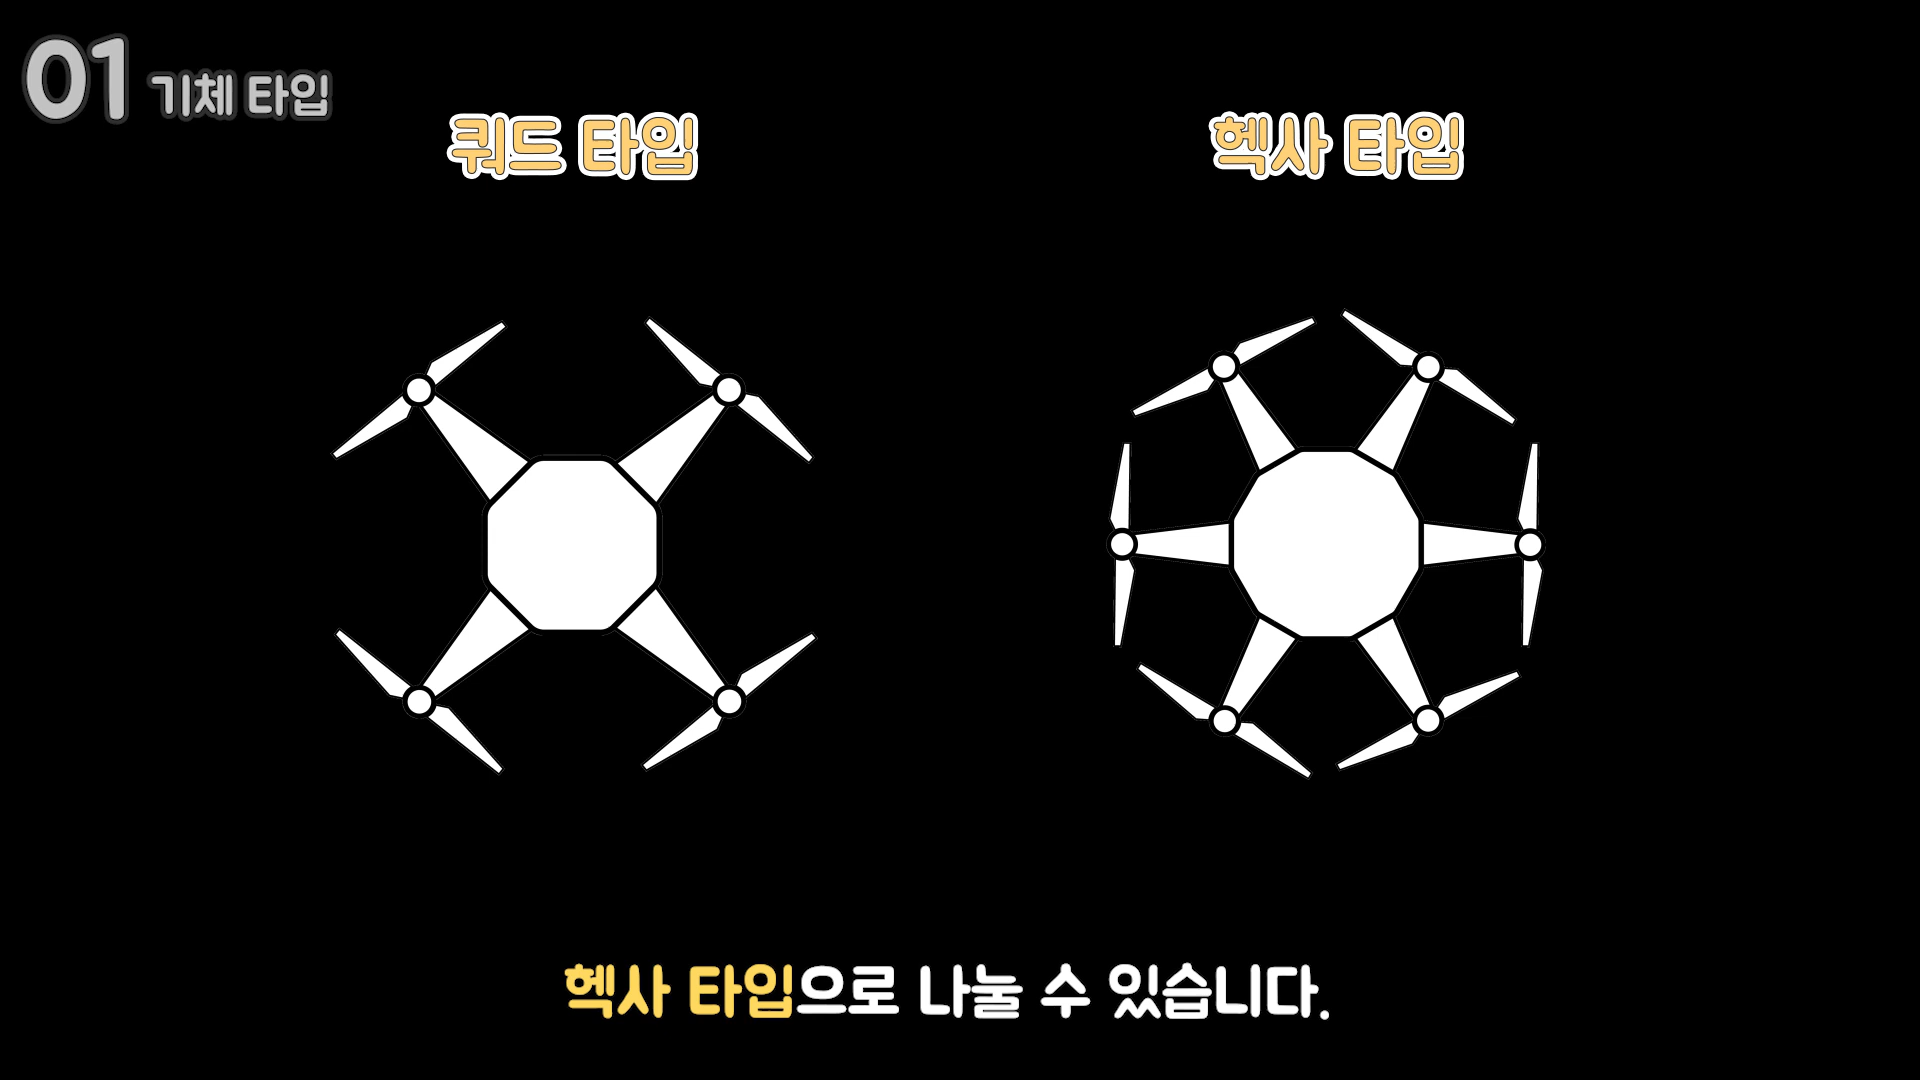 01 기체 타입
쿼드 타입
헥사 타입
헥사 타입으로 나눌 수 있습니다.